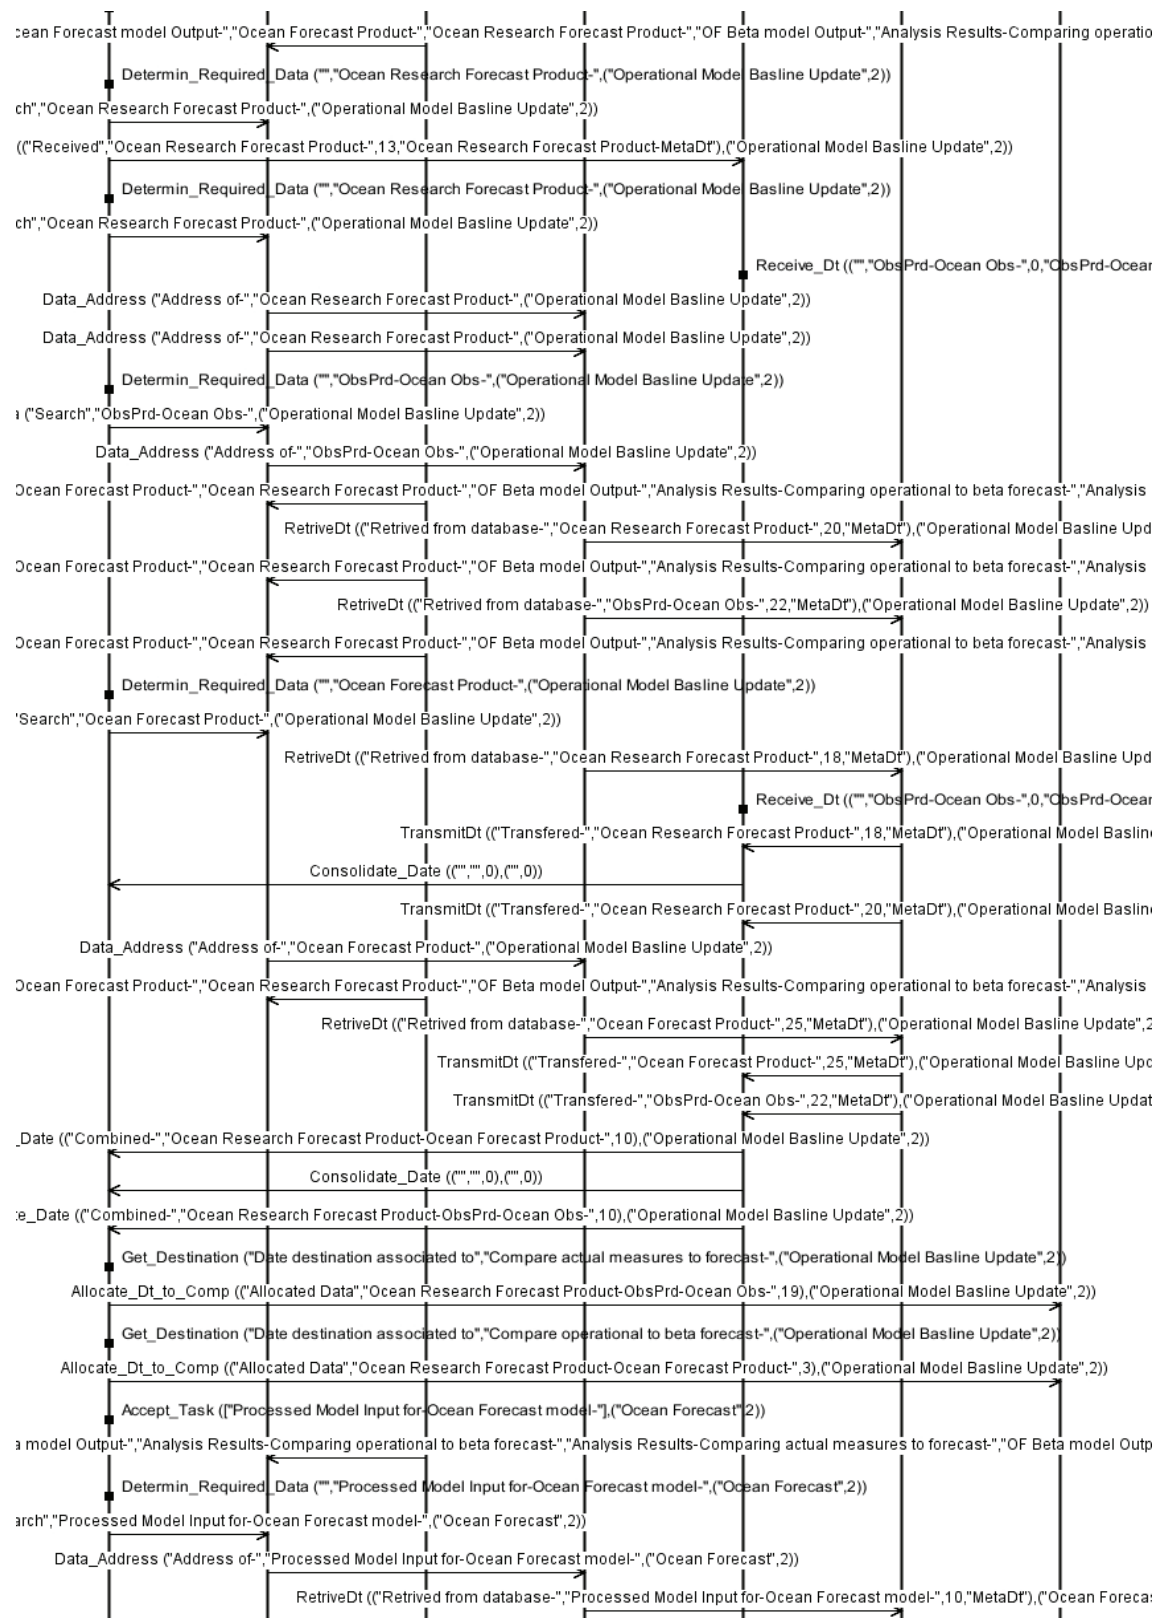 cean Forecast model Output-","Ocean Forecast Product-","Ocean Research Forecast Product-","OF Beta model Output-","Analysis Results-Comparing operatio
Determin_Required_Data ("","Ocean Research Forecast Product-",("Operational Model Basline Update",2))
ch","Ocean Research Forecast Product-",("Operational Model Basline Update",2))
(("Received","Ocean Research Forecast Product-",13,"Ocean Research Forecast Product-MetaDt"),("Operational Model Basline Update",2))
Determin_Required_Data ("","Ocean Research Forecast Product-",("Operational Model Basline Update",2))
ch","Ocean Research Forecast Product-",("Operational Model Basline Update",2))
Receive_Dt (("","ObsPrd-Ocean Obs-",0,"ObsPrd-Ocean
Data_Address ("Address of-","Ocean Research Forecast Product-",("Operational Model Basline Update",2))
Data_Address ("Address of-","Ocean Research Forecast Product-",("Operational Model Basline Update",2))
Determin_Required_Data ("","ObsPrd-Ocean Obs-",("Operational Model Basline Update",2))
a ("Search","ObsPrd-Ocean Obs-",("Operational Model Basline Update",2))
Data_Address ("Address of-","ObsPrd-Ocean Obs-",("Operational Model Basline Update",2))
Ocean Forecast Product-","Ocean Research Forecast Product-","OF Beta model Output-","Analysis Results-Comparing operational to beta forecast-","Analysis
RetriveDt (("Retrived from database-","Ocean Research Forecast Product-",20,"MetaDt"),("Operational Model Basline Upd
Ocean Forecast Product-","Ocean Research Forecast Product-","OF Beta model Output-","Analysis Results-Comparing operational to beta forecast-","Analysis
RetriveDt (("Retrived from database-","ObsPrd-Ocean Obs-",22,"MetaDt"),("Operational Model Basline Update",2))
Ocean Forecast Product-","Ocean Research Forecast Product-","OF Beta model Output-","Analysis Results-Comparing operational to beta forecast-","Analysis
Determin_Required_Data ("","Ocean Forecast Product-",("Operational Model Basline Update",2))
"Search","Ocean Forecast Product-",("Operational Model Basline Update",2))
RetriveDt (("Retrived from database-","Ocean Research Forecast Product-",18,"MetaDt"),("Operational Model Basline Upd
Receive_Dt (("","ObsPrd-Ocean Obs-",0,"ObsPrd-Ocean
TransmitDt (("Transfered-","Ocean Research Forecast Product-",18,"MetaDt"),("Operational Model Basline
Consolidate_Date (("","",0),("",0))
TransmitDt (("Transfered-","Ocean Research Forecast Product-",20,"MetaDt"),("Operational Model Basline
Data_Address ("Address of-","Ocean Forecast Product-",("Operational Model Basline Update",2))
Ocean Forecast Product-","Ocean Research Forecast Product-","OF Beta model Output-","Analysis Results-Comparing operational to beta forecast-","Analysis
RetriveDt (("Retrived from database-","Ocean Forecast Product-",25,"MetaDt"),("Operational Model Basline Update",2
TransmitDt (("Transfered-","Ocean Forecast Product-",25,"MetaDt"),("Operational Model Basline Upd
TransmitDt (("Transfered-","ObsPrd-Ocean Obs-",22,"MetaDt"),("Operational Model Basline Updat
_Date (("Combined-","Ocean Research Forecast Product-Ocean Forecast Product-",10),("Operational Model Basline Update",2))
Consolidate_Date (("","",0),("",0))
te_Date (("Combined-","Ocean Research Forecast Product-ObsPrd-Ocean Obs-",10),("Operational Model Basline Update",2))
Get_Destination ("Date destination associated to","Compare actual measures to forecast-",("Operational Model Basline Update",2))
Allocate_Dt_to_Comp (("Allocated Data","Ocean Research Forecast Product-ObsPrd-Ocean Obs-",19),("Operational Model Basline Update",2))
Get_Destination ("Date destination associated to","Compare operational to beta forecast-",("Operational Model Basline Update",2))
Allocate_Dt_to_Comp (("Allocated Data","Ocean Research Forecast Product-Ocean Forecast Product-",3),("Operational Model Basline Update",2))
Accept_Task (["Processed Model Input for-Ocean Forecast model-"],("Ocean Forecast",2))
a model Output-","Analysis Results-Comparing operational to beta forecast-","Analysis Results-Comparing actual measures to forecast-","OF Beta model Outp
Determin_Required_Data ("","Processed Model Input for-Ocean Forecast model-",("Ocean Forecast",2))
arch","Processed Model Input for-Ocean Forecast model-",("Ocean Forecast",2))
Data_Address ("Address of-","Processed Model Input for-Ocean Forecast model-",("Ocean Forecast",2))
RetriveDt (("Retrived from database-","Processed Model Input for-Ocean Forecast model-",10,"MetaDt"),("Ocean Forecas